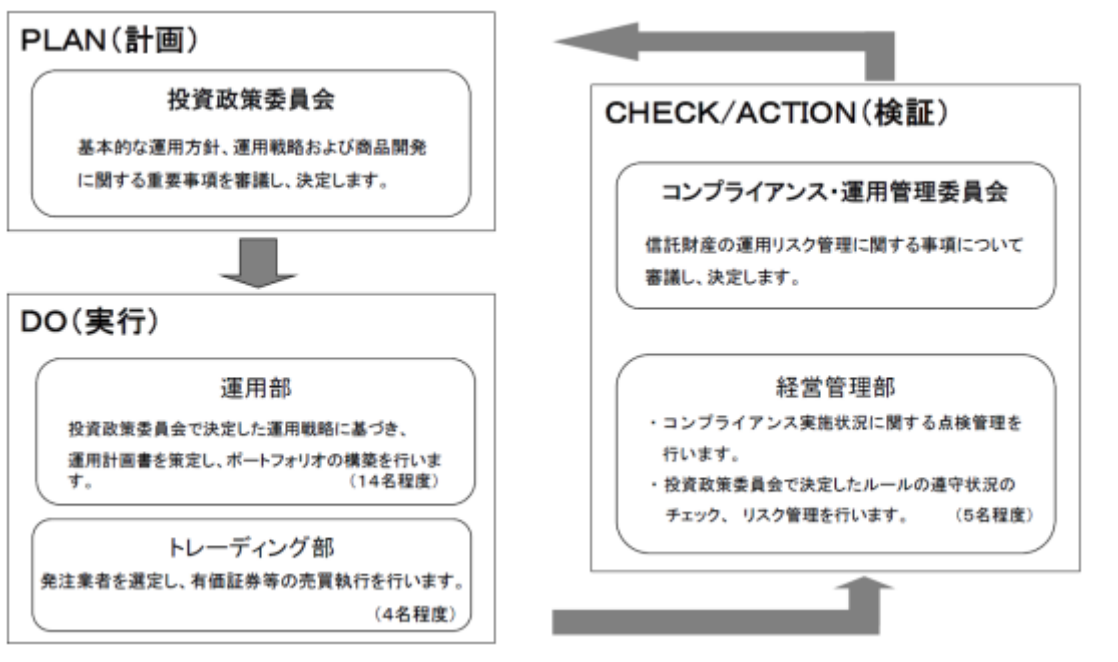 PLAN(計画)
投資政策委員会
基本的な運用方針、運用戦略および商品開発
に関する重要事項を審議し、決定します。
DO(実行)
運用部
投資政策委員会で決定した運用戦略に基づき、
運用計画書を策定し、ポートフォリオの構築を行いま
す。 (14名程度)
トレーディング部
発注業者を選定し、有価証券等の売買執行を行います。
(4名程度)
CHECK/ACTION(検証)
コンプライアンス・運用管理委員会
信託財産の運用リスク管理に関する事項について
審議し、決定します。
経営管理部
・コンプライアンス実施状況に関する点検管理を
行います。
・投資政策委員会で決定したルールの遵守状況の
チェック、 リスク管理を行います。 (5名程度)